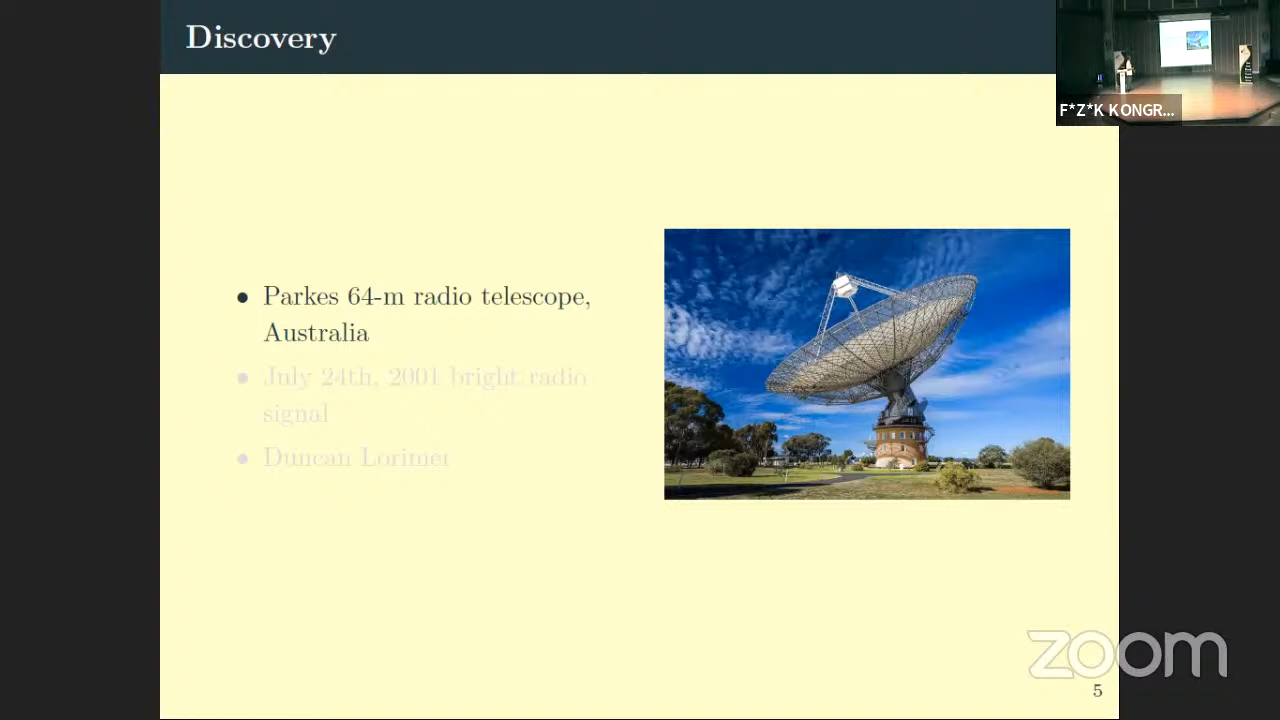 Discovery
F*Z*K KONGR...
• Parkes 64-m radio telescope,
Australia
• July 24th, 2001 bright radio
signal
• Duncan Lorimer
zoom
5